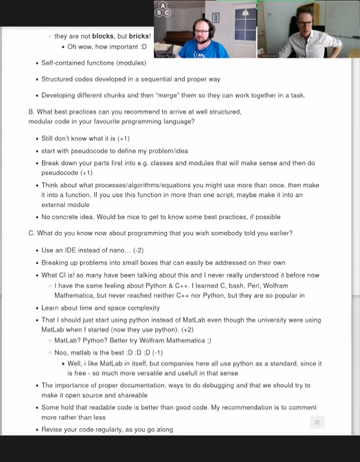 A
S C
they are not blocks, but bricks!
Oh wow, how important :D
Self-contained functions (modules)
Structured codes developed in a sequential and proper
way
Developing different chunks and then "merge" them so they can work together in a task.
B. What best practices can you recommend to arrive at well structured,
modular code in your favourite programming language?
Still don't know what it is (+1)
start with pseudocode to define my problem/idea
Break down your parts first into e.g. classes and modules that will make sense and then do
pseudocode (+1)
Think about what processes/algorithms/equations you might use more than once, then make
it into a function. If you use this function in more than one script, maybe make it into an
external module
No concrete idea. Would be nice to get to know some best practices, if possible
C. What do you know now about programming that you wish somebody told you earlier?
Use an IDE instead of nano... (-2)
Breaking up problems into small boxes that can easily be addressed on their own
What CI is! so many have been talking about this and I never really understood it before now
I have the same feeling about Python & C++. I learned C, bash, Perl, Wolfram
Mathematica, but never reached neither C++ nor Python, but they are so popular in
Learn about time and space complexity
That I should just start using python instead of MatLab even though the university were using
MatLab when I started (now they use python). (+2)
MatLab? Python? Better try Wolfram Mathematica ;)
Noo, matlab is the best :D :D :D (-1)
Well, i like MatLab in itself, but companies here all use python as a standard, since it
is free - so much more versatile and usefull in that sense
The importance of proper documentation, ways to do debugging and that we should try to
make it open source and shareable
Some hold that readable code is better than good code. My recommendation is to comment
more rather than less
Revise your code regularly, as you go along